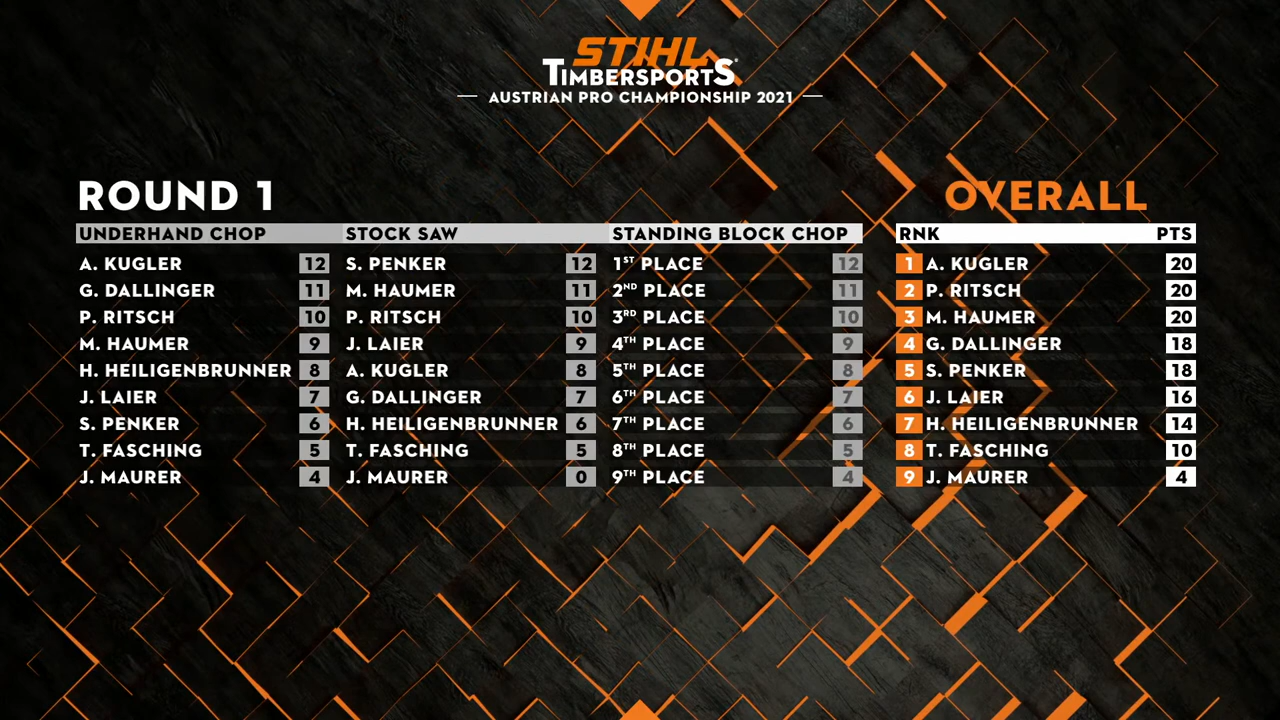 STIHL
TIMBERSPORTS®
AUSTRIAN PRO CHAMPIONSHIP 2021
ROUND 1
OVERALL
UNDERHAND CHOP STOCK SAW STANDING BLOCK CHOP RNK PTS
A. KUGLER 12 S. PENKER 12 1ST PLACE 12 1 A. KUGLER 20
G. DALLINGER 11 M. HAUMER 11 2ND PLACE 11 2 P. RITSCH 20
P. RITSCH 10 P. RITSCH 10 3RD PLACE 10 3 M. HAUMER 20
M. HAUMER 9 J. LAIER 9 4TH PLACE 9 4 G. DALLINGER 18
H. HEILIGENBRUNNER 8 A. KUGLER 8 5TH PLACE 8 5 S. PENKER 18
J. LAIER 7 G. DALLINGER 7 6TH PLACE 7 6 J. LAIER 16
S. PENKER 6 H. HEILIGENBRUNNER 6 7TH PLACE 6 7 H. HEILIGENBRUNNER 14
T. FASCHING 5 T. FASCHING 5 8TH PLACE 5 8 T. FASCHING 10
J. MAURER 4 J. MAURER 0 9TH PLACE 4 9 J. MAURER 4